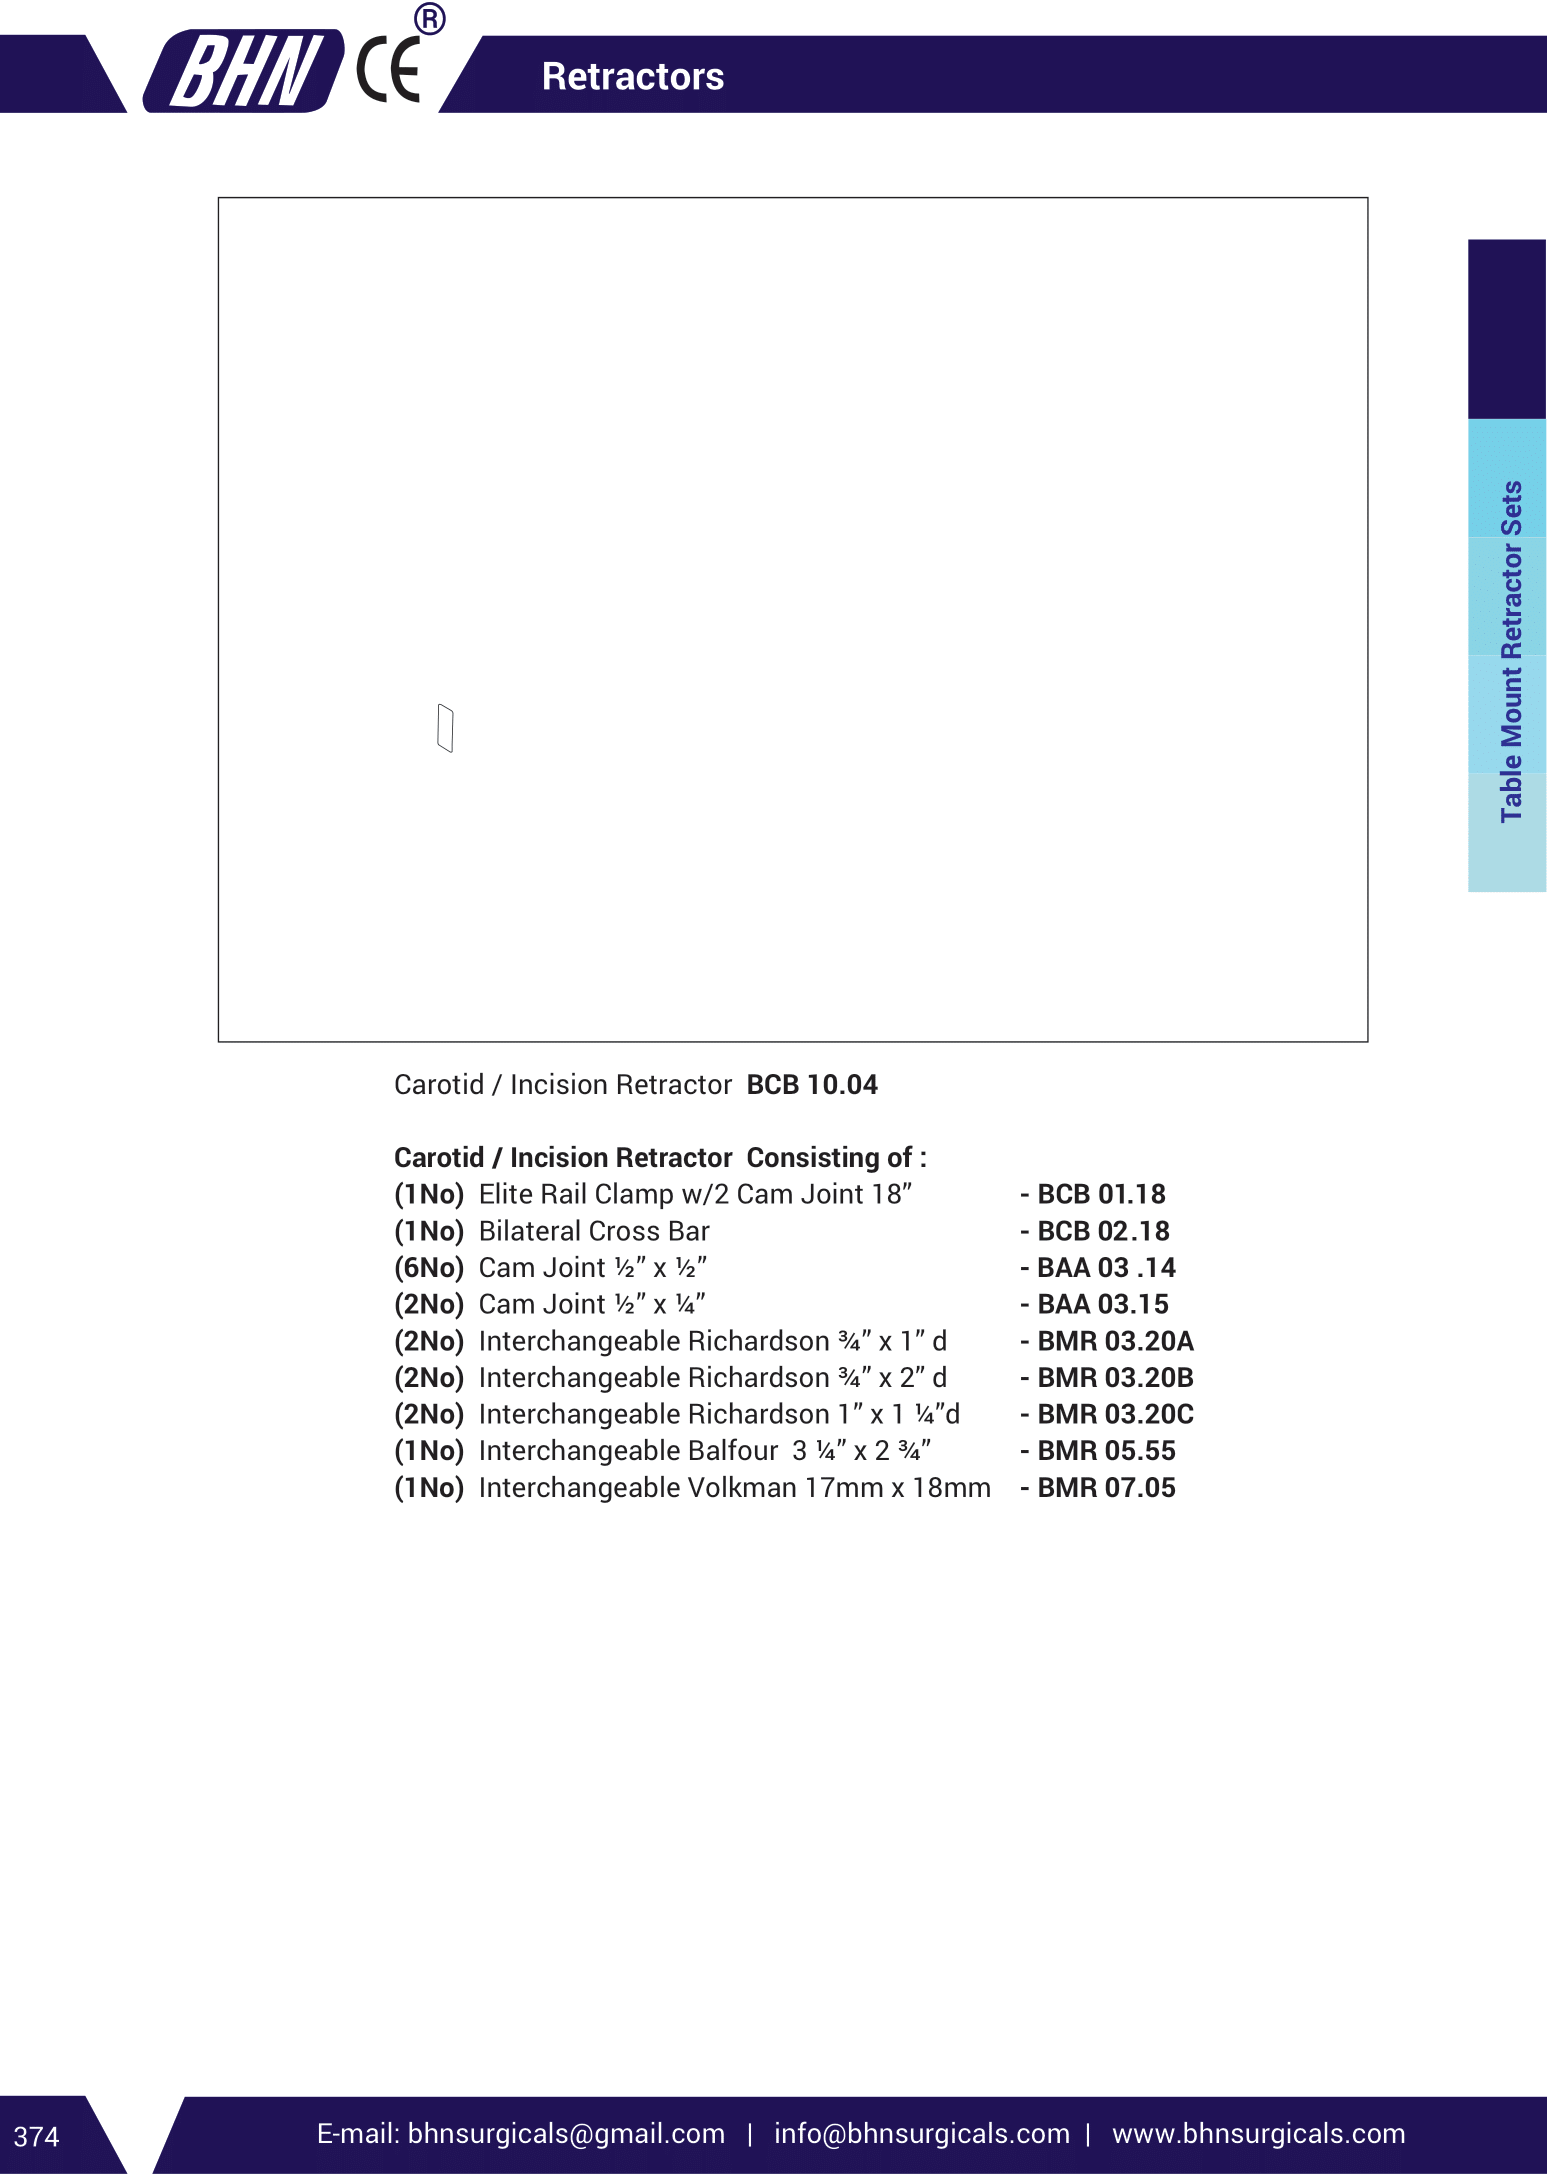 BHN CE ®
Retractors
Table Mount Retractor Sets
Carotid / Incision Retractor BCB 10.04
Carotid / Incision Retractor Consisting of :
(1No) Elite Rail Clamp w/2 Cam Joint 18” - BCB 01.18
(1No) Bilateral Cross Bar - BCB 02.18
(6No) Cam Joint ½” x ½” - BAA 03 .14
(2No) Cam Joint ½” x ¼” - BAA 03.15
(2No) Interchangeable Richardson ¾” x 1” d - BMR 03.20A
(2No) Interchangeable Richardson ¾” x 2” d - BMR 03.20B
(2No) Interchangeable Richardson 1” x 1 ¼”d - BMR 03.20C
(1No) Interchangeable Balfour 3 ¼” x 2 ¾” - BMR 05.55
(1No) Interchangeable Volkman 17mm x 18mm - BMR 07.05
374
E-mail: bhnsurgicals@gmail.com | info@bhnsurgicals.com | www.bhnsurgicals.com